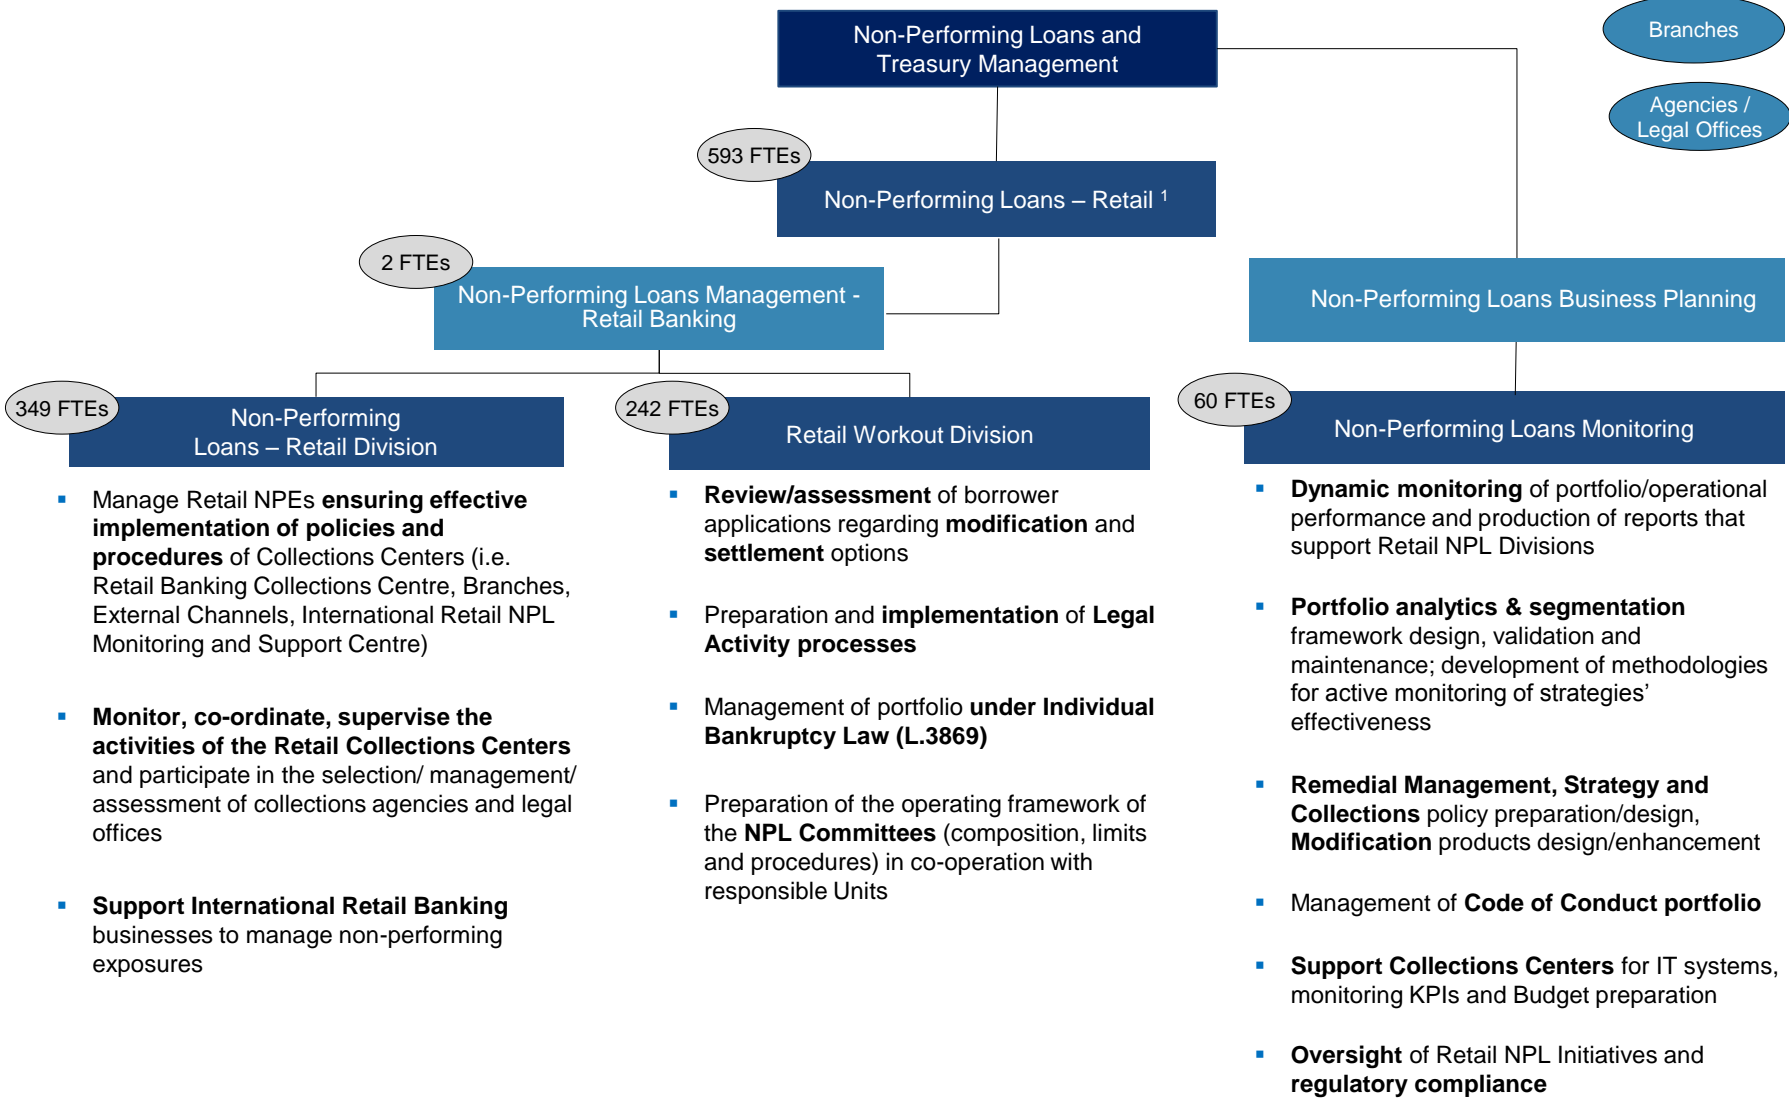 Non-Performing Loans and
Treasury Management
Branches
Agencies /
Legal Offices
593 FTEs
Non-Performing Loans – Retail 1
2 FTEs
Non-Performing Loans Management -
Retail Banking
Non-Performing Loans Business Planning
349 FTEs
Non-Performing
Loans – Retail Division
242 FTEs
Retail Workout Division
60 FTEs
Non-Performing Loans Monitoring
▪ Manage Retail NPEs ensuring effective
implementation of policies and
procedures of Collections Centers (i.e.
Retail Banking Collections Centre, Branches,
External Channels, International Retail NPL
Monitoring and Support Centre)
▪ Monitor, co-ordinate, supervise the
activities of the Retail Collections Centers
and participate in the selection/ management/
assessment of collections agencies and legal
offices
▪ Support International Retail Banking
businesses to manage non-performing
exposures
▪ Review/assessment of borrower
applications regarding modification and
settlement options
▪ Preparation and implementation of Legal
Activity processes
▪ Management of portfolio under Individual
Bankruptcy Law (L.3869)
▪ Preparation of the operating framework of
the NPL Committees (composition, limits
and procedures) in co-operation with
responsible Units
▪ Dynamic monitoring of portfolio/operational
performance and production of reports that
support Retail NPL Divisions
▪ Portfolio analytics & segmentation
framework design, validation and
maintenance; development of methodologies
for active monitoring of strategies’
effectiveness
▪ Remedial Management, Strategy and
Collections policy preparation/design,
Modification products design/enhancement
▪ Management of Code of Conduct portfolio
▪ Support Collections Centers for IT systems,
monitoring KPIs and Budget preparation
▪ Oversight of Retail NPL Initiatives and
regulatory compliance